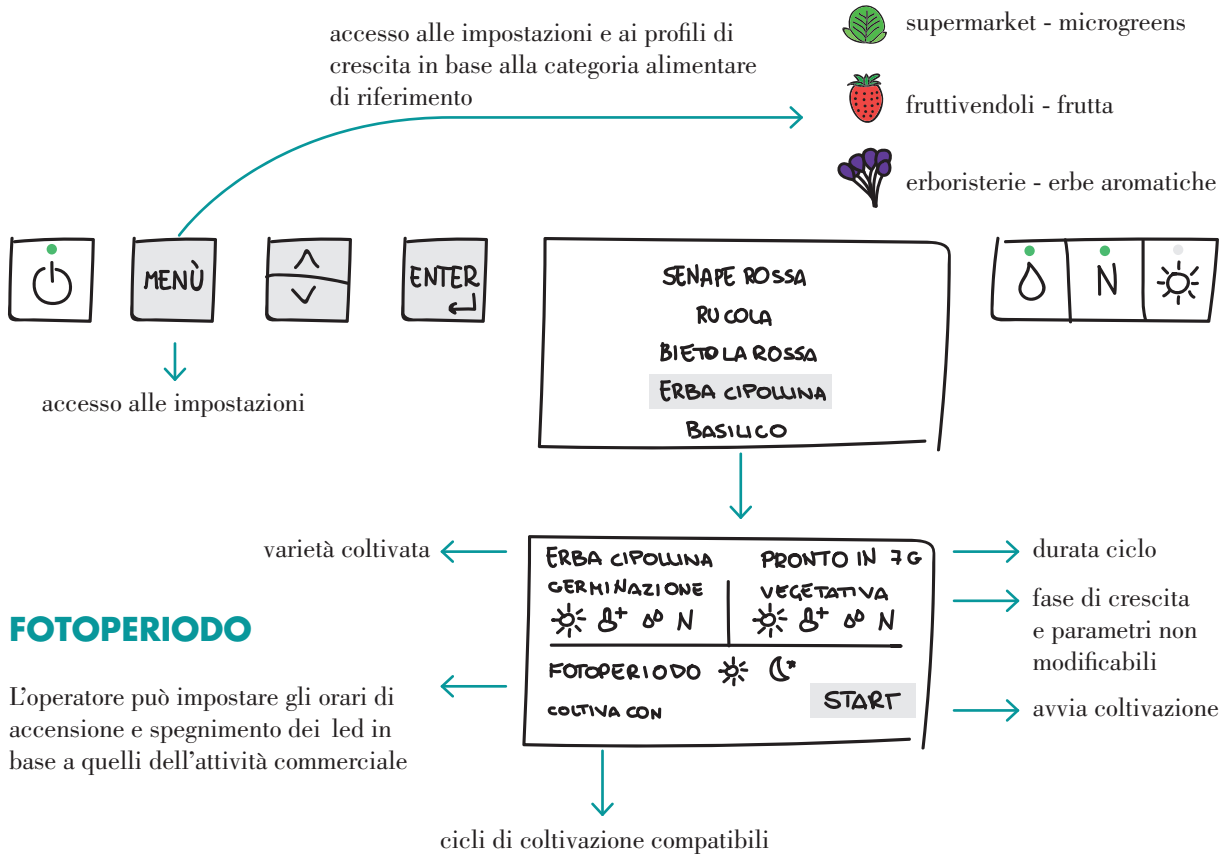 accesso alle impostazioni e ai profili di
crescita in base alla categoria alimentare
di riferimento
supermarket - microgreens
fruttivendoli - frutta
erboristerie - erbe aromatiche
MENÙ
ENTER
SENAPE ROSSA
RUCOLA
BIETOLA ROSSA
ERBA CIPOLLINA
BASILICO
N
accesso alle impostazioni
varietà coltivata
ERBA CIPOLLINA PRONTO IN 7G
GERMINAZIONE VEGETATIVA
N N
FOTOPERIODO
COLTIVA CON START
durata ciclo
fase di crescita
e parametri non
modificabili
avvia coltivazione
FOTOPERIODO
L'operatore può impostare gli orari di
accensione e spegnimento dei led in
base a quelli dell'attività commerciale
cicli di coltivazione compatibili